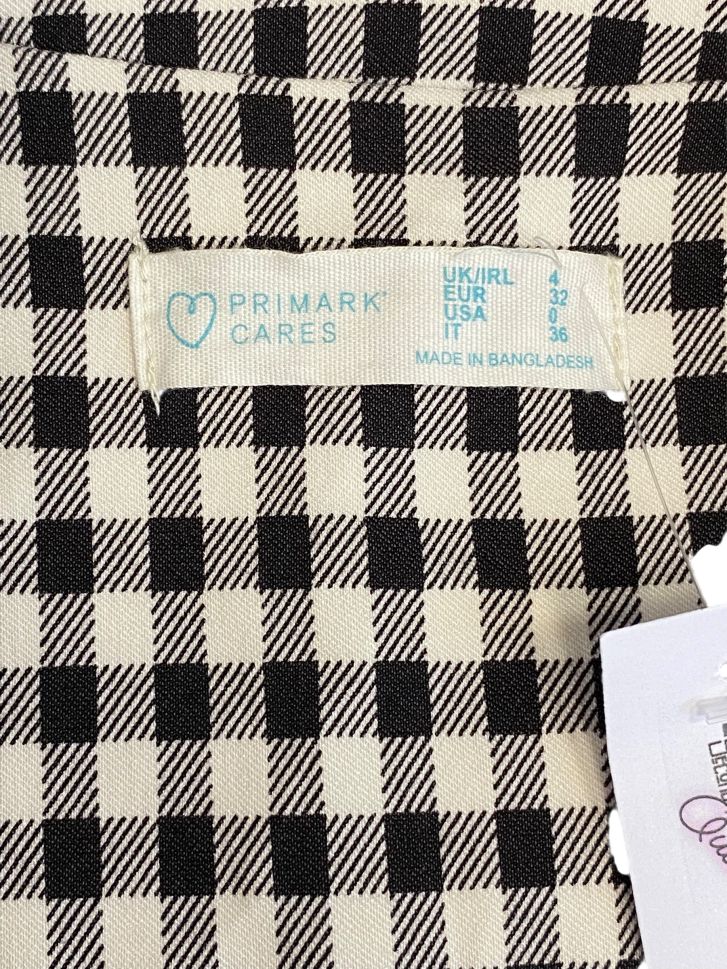 PRIMARK®
CARES
UK/IRL 4
EUR 32
USA 0
IT 36
MADE IN BANGLADESH